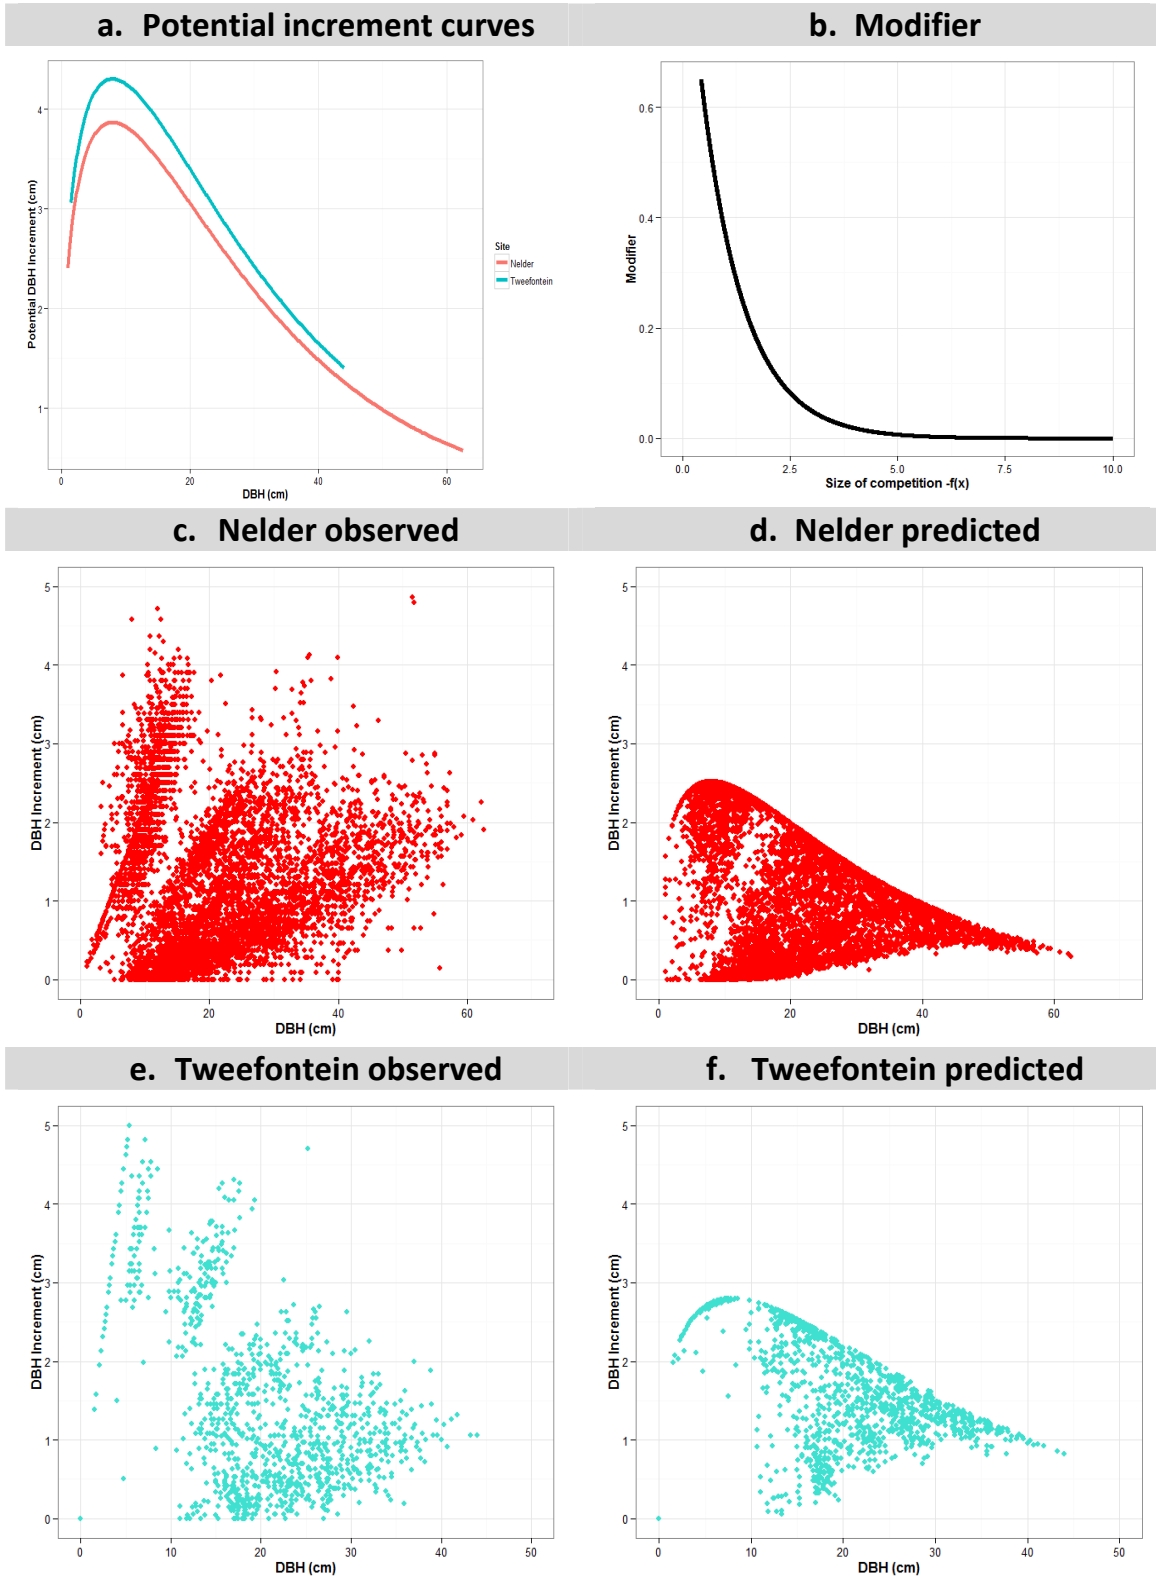 a. Potential increment curves
b. Modifier
Potential DBH Increment (cm)
4
3
2
1
0
20
40
60
DBH (cm)
Site
Nelder
Tweefontein
Modifier
0.6
0.4
0.2
0.0
0.0
2.5
5.0
7.5
10.0
Size of competition -f(x)
c. Nelder observed
d. Nelder predicted
DBH Increment (cm)
5
4
3
2
1
0
0
20
40
60
DBH (cm)
DBH Increment (cm)
5
4
3
2
1
0
0
20
40
60
DBH (cm)
e. Tweefontein observed
f. Tweefontein predicted
DBH Increment (cm)
5
4
3
2
1
0
0
10
20
30
40
50
DBH (cm)
DBH Increment (cm)
5
4
3
2
1
0
0
10
20
30
40
50
DBH (cm)